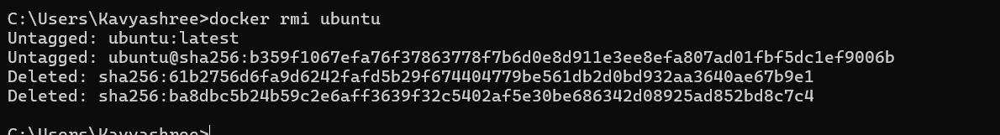 C:\Users\Kavyashree>docker rmi ubuntu
Untagged: ubuntu:latest
Untagged: ubuntu@sha256:b359f1067efa76f37863778f7b6d0e8d911e3ee8efa807ad01fbf5dc1ef9006b
Deleted: sha256:61b2756d6fa9d6242fafd5b29f674404779be561db2d0bd932aa3640ae67b9e1
Deleted: sha256:ba8dbc5b24b59c2e6aff3639f32c5402af5e30be686342d08925ad852bd8c7c4
C:\Users\Kavyashree>